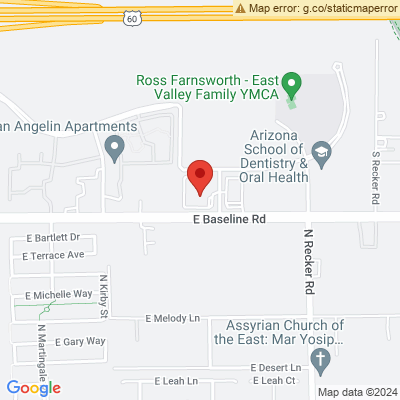 Map error: g.co/staticmaperror
60
Ross Farnsworth - East
Valley Family YMCA
an Angelin Apartments
Arizona
School of
Dentistry &
Oral Health
S Recker Rd
E Baseline Rd
N Recker Rd
E Bartlett Dr
E Terrace Ave
E Michelle Way
N Kirby St
N Martingale
E Melody Ln
Assyrian Church of
the East: Mar Yosip...
E Gary Way
E Desert Ln
E Leah Ln
E Leah Ct
Google
Map data ©2024